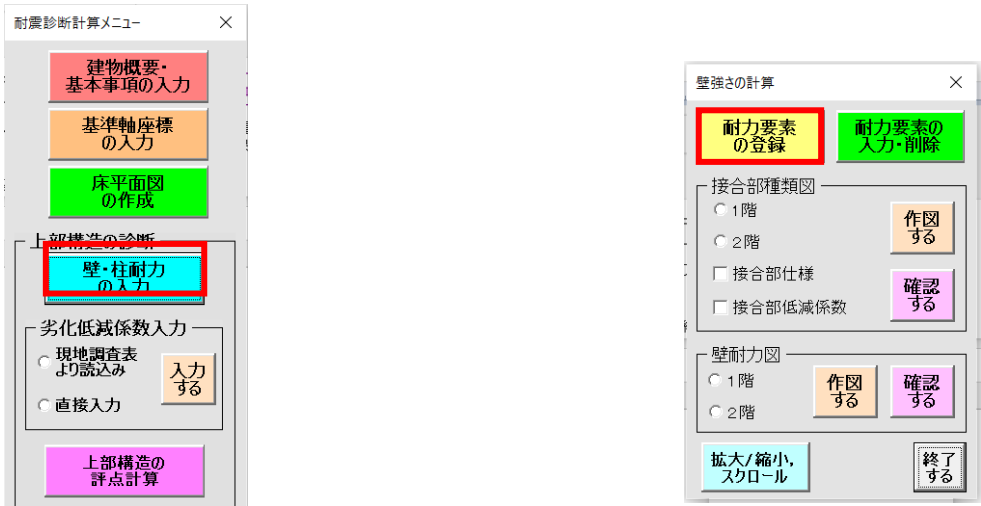 耐震診断計算メニュー
建物概要・
基本事項の入力
基準軸座標
の入力
床平面図
の作成
上部構造の診断
壁・柱耐力
の入力
劣化低減係数入力
現地調査表
より読込み
入力
する
直接入力
上部構造の
評点計算
壁強さの計算
耐力要素
の登録
耐力要素の
入力・削除
接合部種類図
1階
2階
作図
する
接合部仕様
接合部低減係数
確認
する
壁耐力図
1階
2階
作図
する
確認
する
拡大/縮小,
スクロール
終了
する